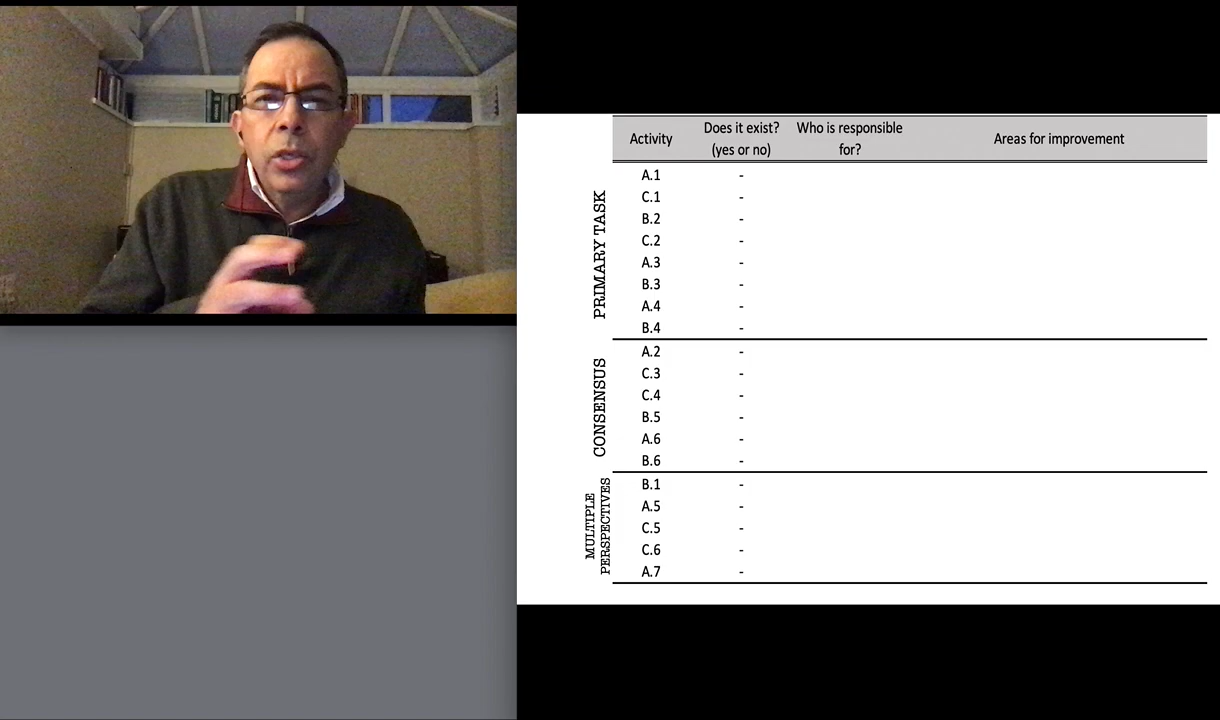 Activity
Does it exist?
(yes or no)
Who is responsible
for?
Areas for improvement
PRIMARY TASK
A.1 -
C.1 -
B.2 -
C.2 -
A.3 -
B.3 -
A.4 -
B.4 -
CONSENSUS
A.2 -
C.3 -
C.4 -
B.5 -
A.6 -
B.6 -
MULTIPLE
PERSPECTIVES
B.1 -
A.5 -
C.5 -
C.6 -
A.7 -